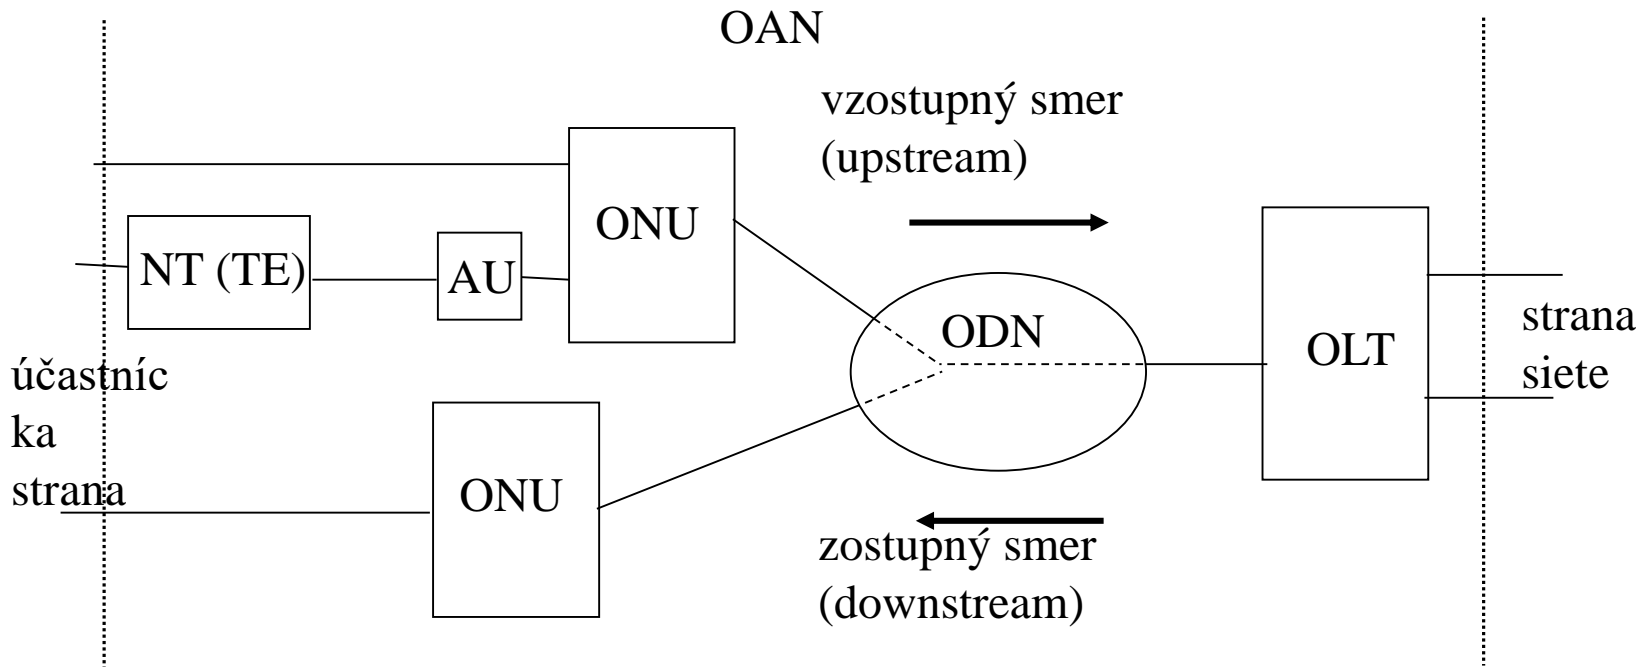 OAN
vzostupný smer
(upstream)
ONU
NT (TE)
AU
ODN
OLT
strana
siete
účastníc
ka
strana
ONU
zostupný smer
(downstream)